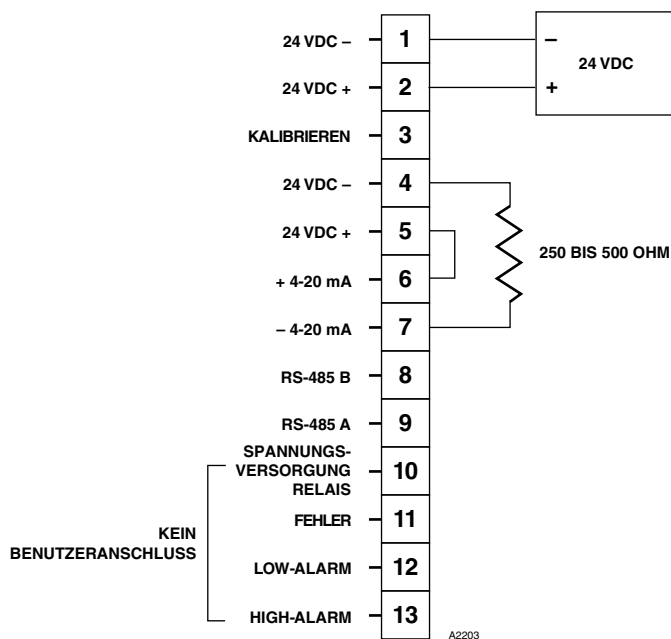 24 VDC – 1 –
24 VDC
24 VDC + 2 +
KALIBRIEREN 3
24 VDC – 4
24 VDC + 5
250 BIS 500 OHM
+ 4-20 mA 6
– 4-20 mA 7
RS-485 B 8
RS-485 A 9
SPANNUNGS-
VERSORGUNG 10
RELAIS
FEHLER 11
KEIN
BENUTZERANSCHLUSS
LOW-ALARM 12
HIGH-ALARM 13
A2203